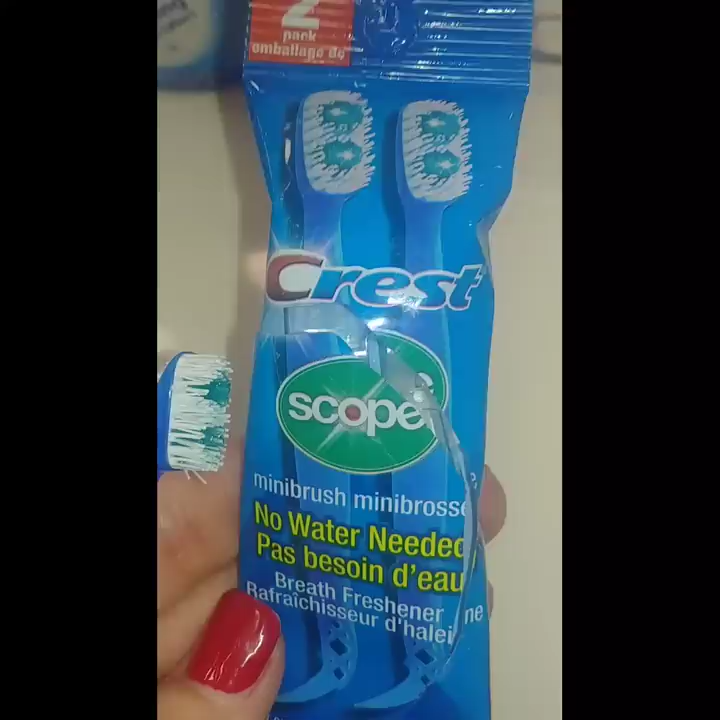 2
pack
emballage de
Crest
scope
minibrush minibrosse
No Water Needed
Pas besoin d'eau
Breath Freshener
Rafraîchisseur d'haleine